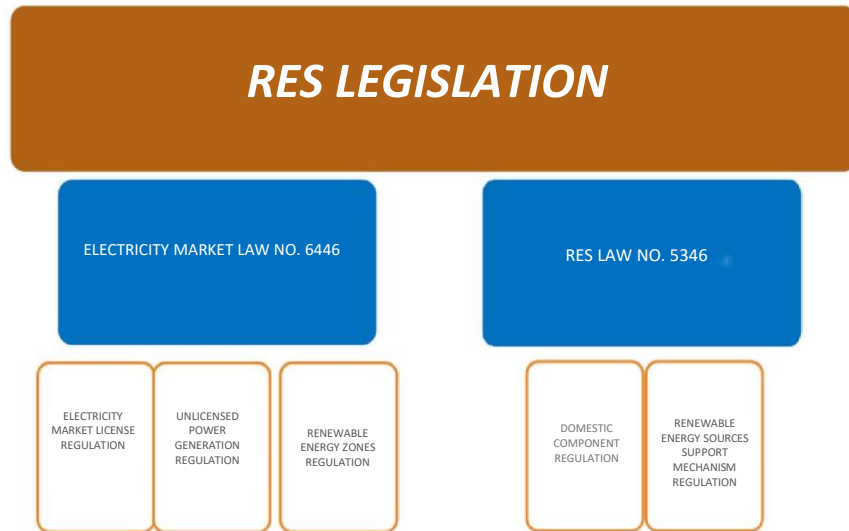 RES LEGISLATION
ELECTRICITY MARKET LAW NO. 6446
RES LAW NO. 5346
ELECTRICITY
MARKET LICENSE
REGULATION
UNLICENSED
POWER
GENERATION
REGULATION
RENEWABLE
ENERGY ZONES
REGULATION
DOMESTIC
COMPONENT
REGULATION
RENEWABLE
ENERGY SOURCES
SUPPORT
MECHANISM
REGULATION